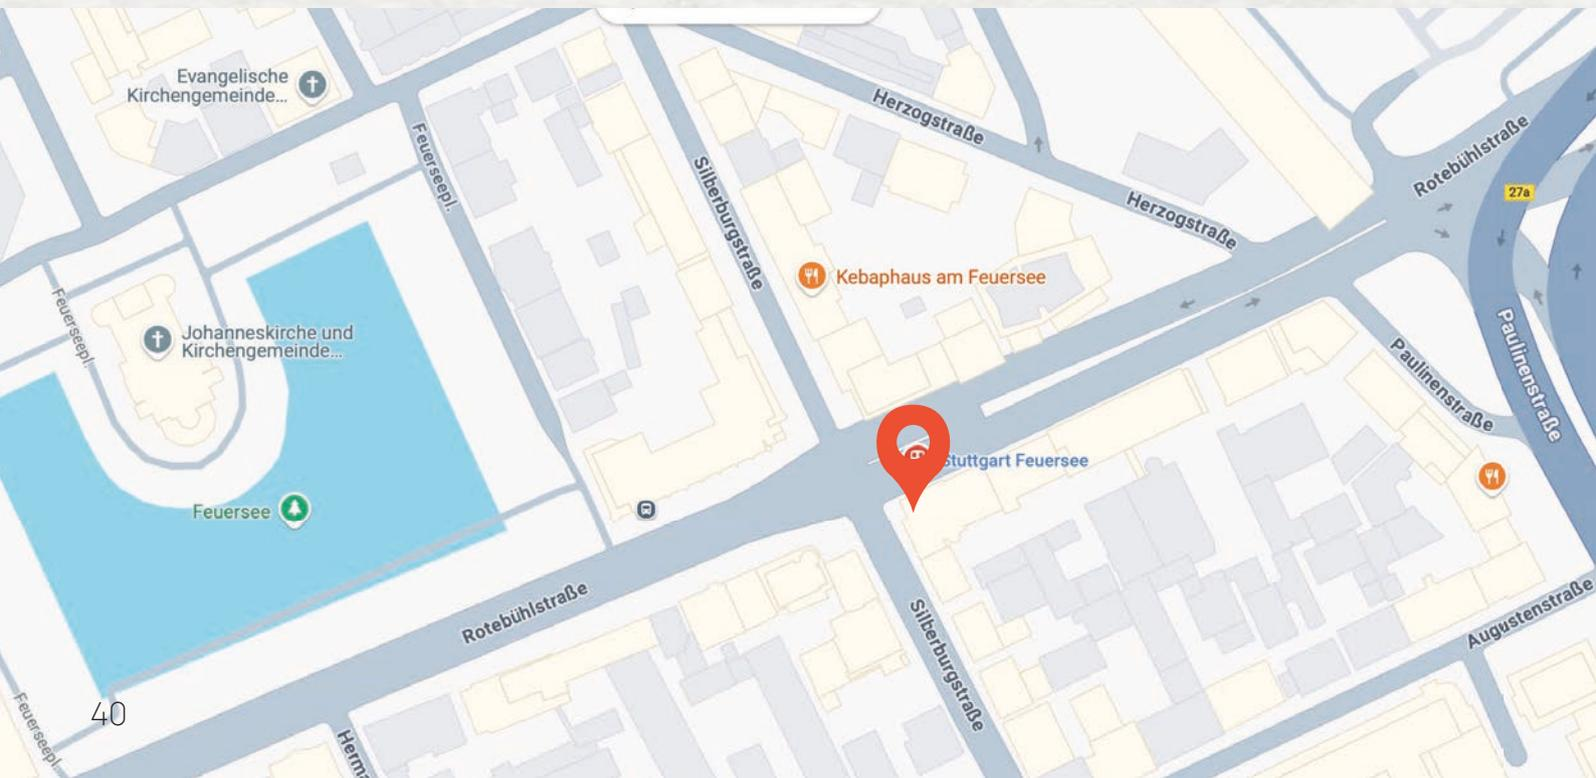 Evangelische
Kirchengemeinde...
Feuerseepl.
Herzogstraße
Silberburgstraße
Rotebühlstraße
27a
Herzogstraße
Kebaphaus am Feuersee
Feuerseepl.
Johanneskirche und
Kirchengemeinde...
Paulinenstraße
Paulinenstraße
Stuttgart Feuersee
Feuersee
Rotebühlstraße
Silberburgstraße
Augustenstraße
Feuerseepl.
40
Herma